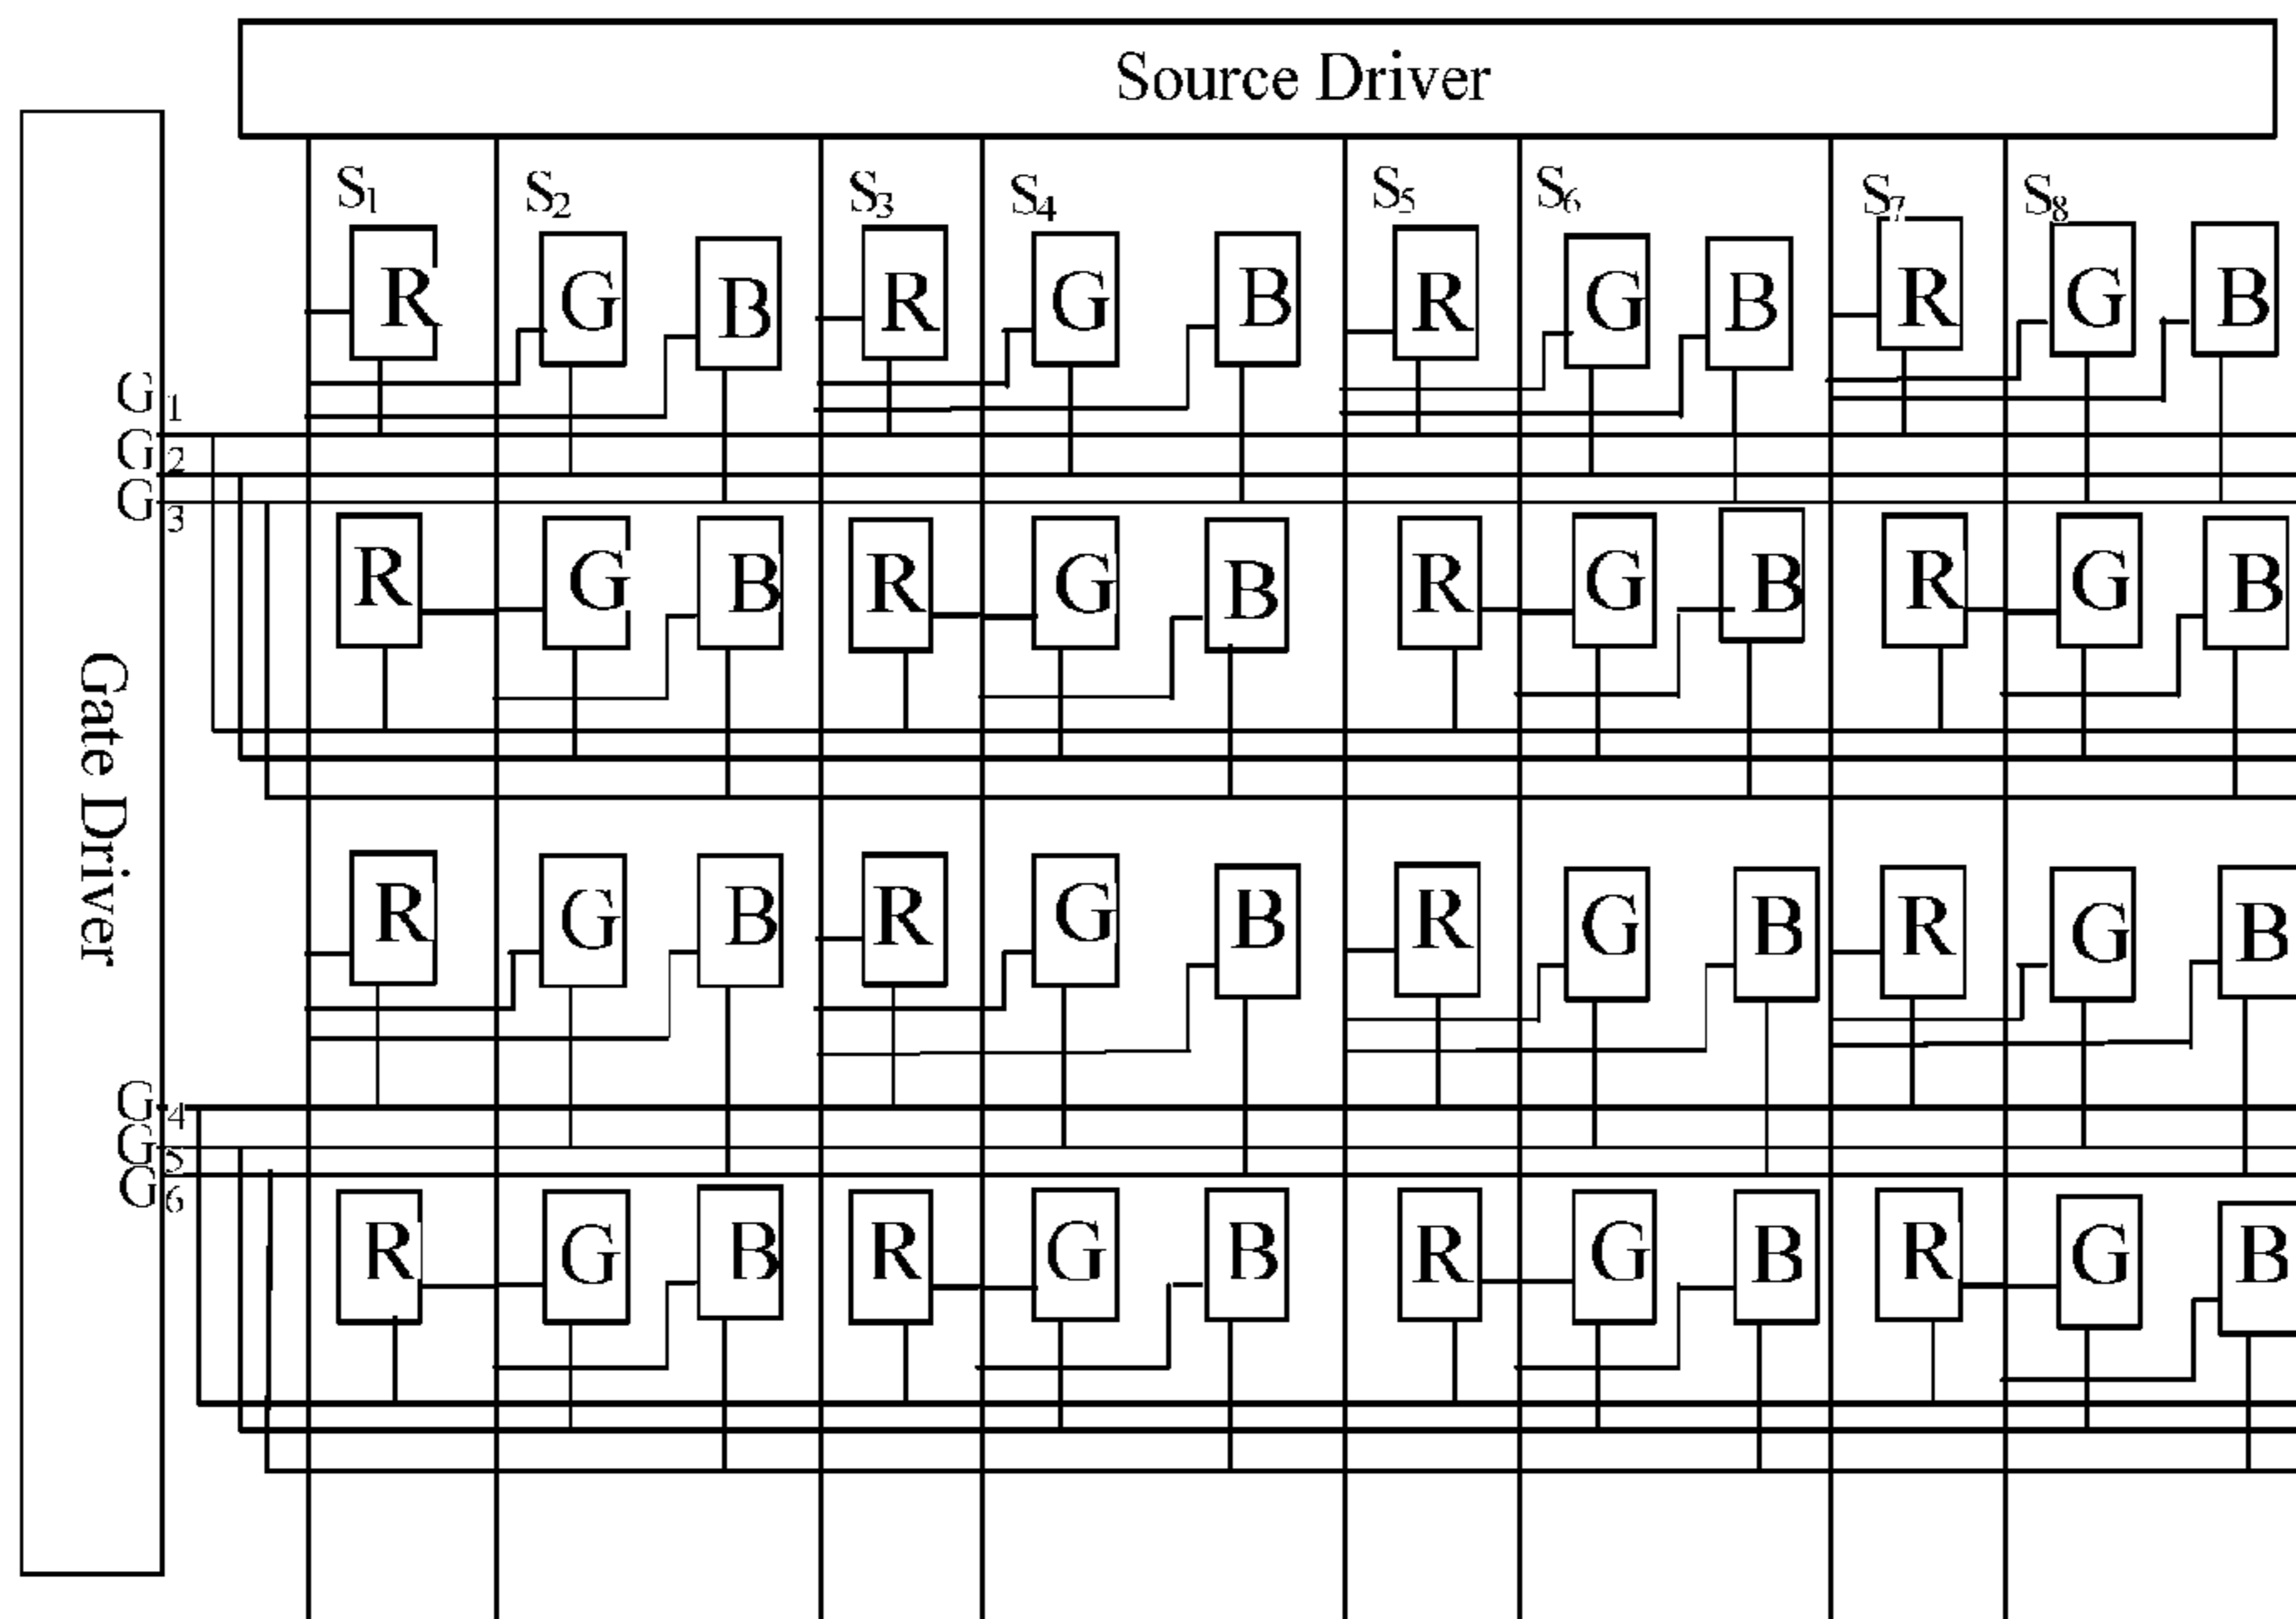 Source Driver
S1 S2 S3 S4 S5 S6 S7 S8
R G B R G B R G B R G B
G1
G2
G3
R G B R G B R G B R G B
Gate Driver
R G B R G B R G B R G B
G4
G5
G6
R G B R G B R G B R G B